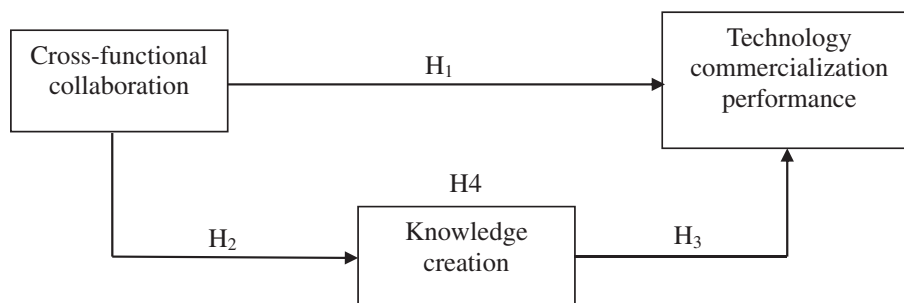 Cross-functional
collaboration
H₁
Technology
commercialization
performance
H4
H₂
Knowledge
creation
H₃